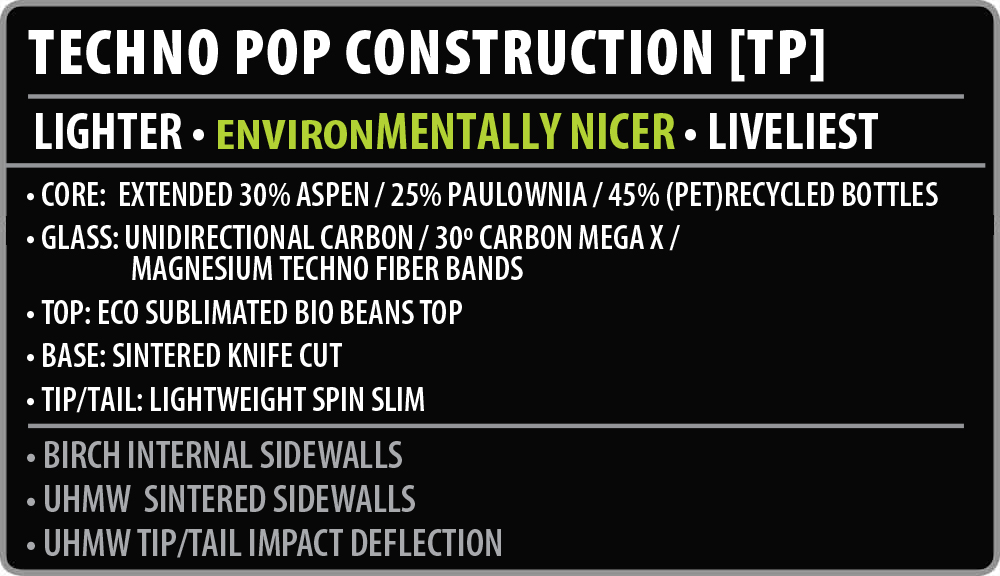 TECHNO POP CONSTRUCTION [TP]
LIGHTER • ENVIRONMENTALLY NICER • LIVELIEST
• CORE:  EXTENDED 30% ASPEN / 25% PAULOWNIA / 45% (PET)RECYCLED BOTTLES
• GLASS: UNIDIRECTIONAL CARBON / 30º CARBON MEGA X /
MAGNESIUM TECHNO FIBER BANDS
• TOP: ECO SUBLIMATED BIO BEANS TOP
• BASE: SINTERED KNIFE CUT
• TIP/TAIL: LIGHTWEIGHT SPIN SLIM
• BIRCH INTERNAL SIDEWALLS
• UHMW  SINTERED SIDEWALLS
• UHMW TIP/TAIL IMPACT DEFLECTION